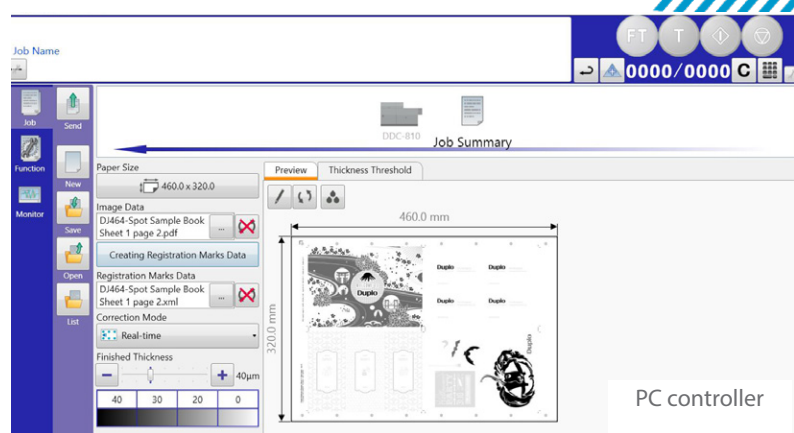 Job Name
FT T
0000/0000 C
Job
Send
Function
New
Monitor
Save
Open
List
DDC-810
Job Summary
Paper Size
460.0 x 320.0
Image Data
DJ464-Spot Sample Book
Sheet 1 page 2.pdf
...
Creating Registration Marks Data
Registration Marks Data
DJ464-Spot Sample Book
Sheet 1 page 2.xml
...
Correction Mode
Real-time
Finished Thickness
40μm
40 30 20 0
Preview Thickness Threshold
460.0 mm
320.0 mm
Duplo
Duplo Duplo
Duplo Duplo
Duplo
PC controller